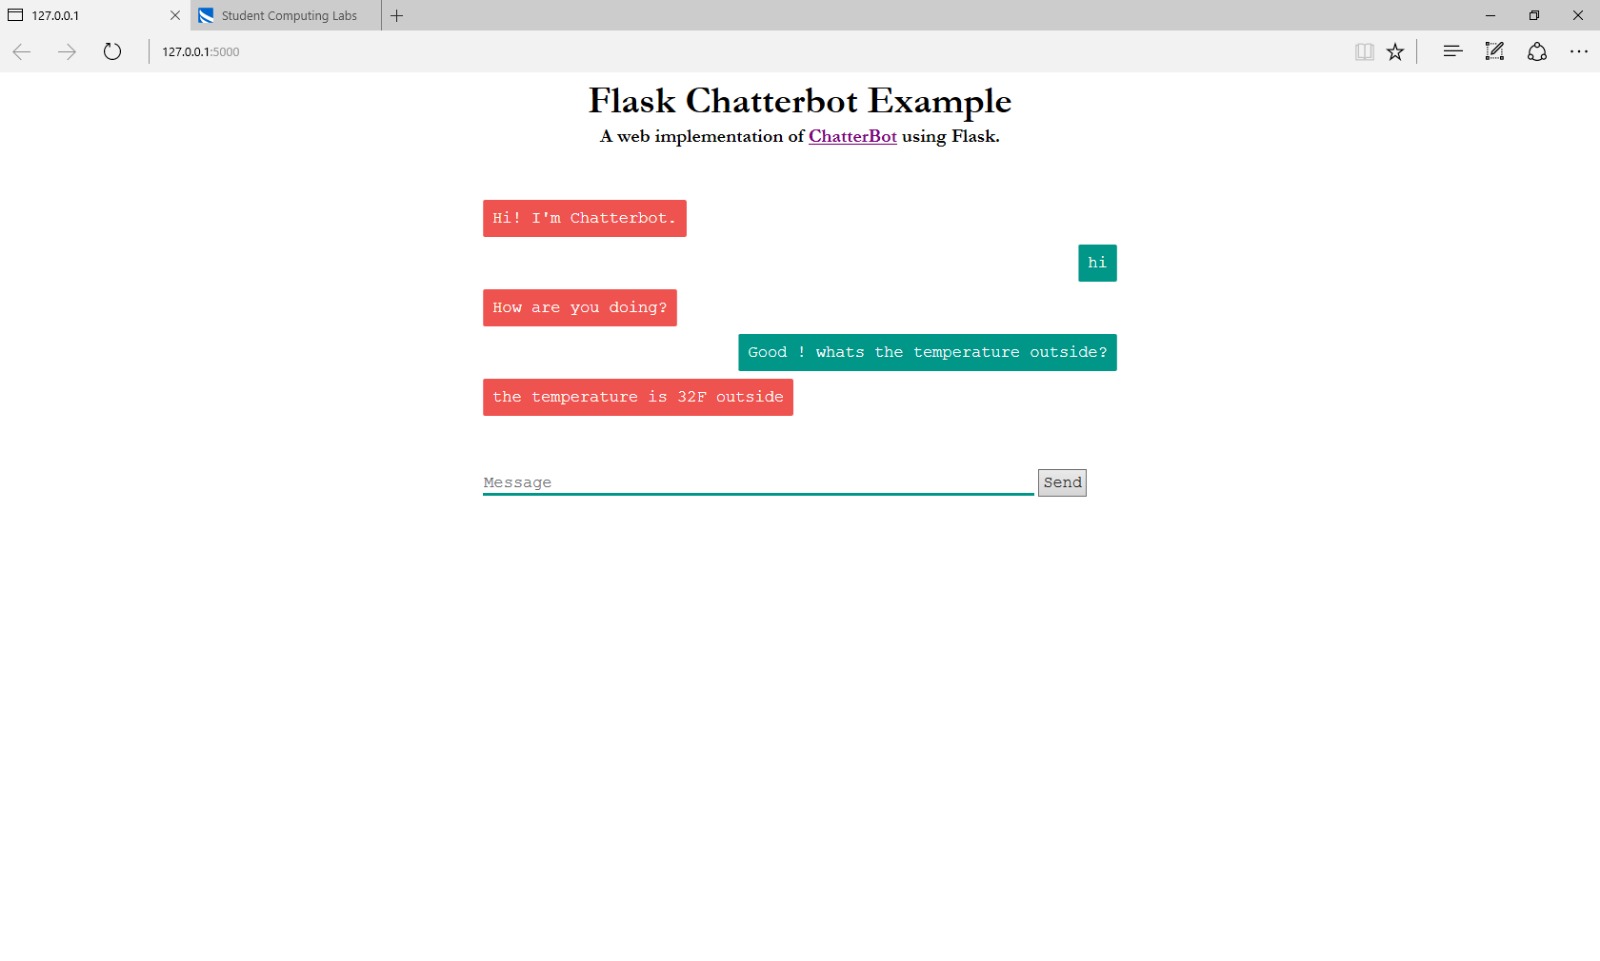 127.0.0.1
Student Computing Labs
127.0.0.1:5000
Flask Chatterbot Example
A web implementation of ChatterBot using Flask.
Hi! I'm Chatterbot.
hi
How are you doing?
Good ! whats the temperature outside?
the temperature is 32F outside
Message
Send